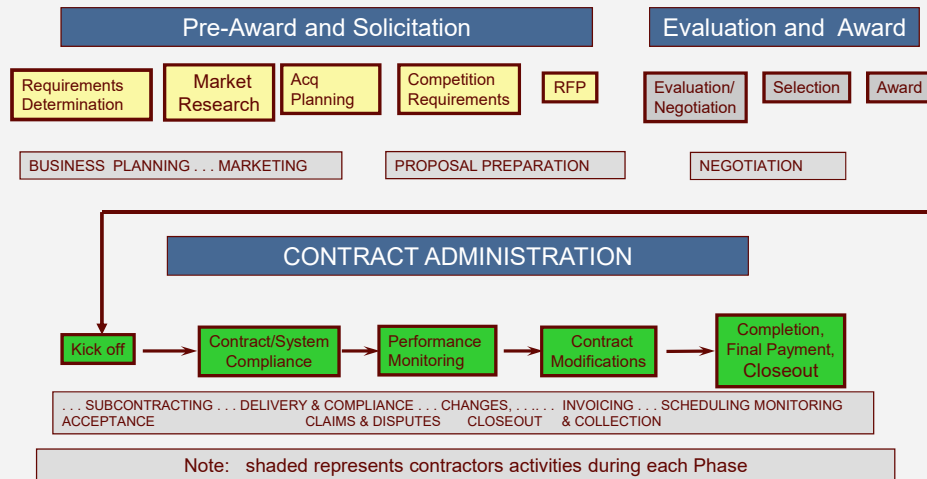 Pre-Award and Solicitation
Evaluation and Award
Requirements
Determination
Market
Research
Acq
Planning
Competition
Requirements
RFP
Evaluation/
Negotiation
Selection
Award
BUSINESS PLANNING . . . MARKETING
PROPOSAL PREPARATION
NEGOTIATION
CONTRACT ADMINISTRATION
Kick off
Contract/System
Compliance
Performance
Monitoring
Contract
Modifications
Completion,
Final Payment,
Closeout
. . . SUBCONTRACTING . . . DELIVERY & COMPLIANCE . . . CHANGES, . . ... . . INVOICING . . . SCHEDULING MONITORING
ACCEPTANCE CLAIMS & DISPUTES CLOSEOUT & COLLECTION
Note: shaded represents contractors activities during each Phase